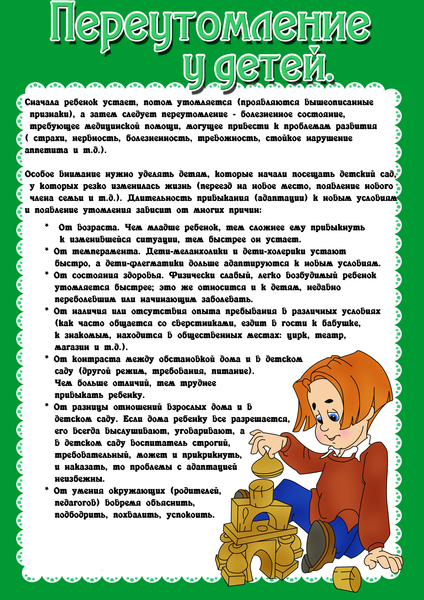 Переутомление
у детей.
Сначала ребенок устает, потом утомляется (проявляются вышеописанные
признаки), а затем следует переутомление - болезненное состояние,
требующее медицинской помощи, могущее привести к проблемам развития
( страхи, нервность, болезненность, тревожность, стойкое нарушение
аппетита и т.д.).
Особое внимание нужно уделять детям, которые начали посещать детский сад,
у которых резко изменилась жизнь (переезд на новое место, появление нового
члена семьи и т.д.). Длительность привыкания (адаптации) к новым условиям
и появление утомления зависит от многих причин:
* От возраста. Чем младше ребенок, тем сложнее ему привыкнуть
к изменившейся ситуации, тем быстрее он устает.
* От темперамента. Дети-меланхолики и дети-холерики устают
быстро, а дети-флегматики дольше адаптируются к новым условиям.
* От состояния здоровья. Физически слабый, легко возбудимый ребенок
утомляется быстрее; это же относится и к детям, недавно
переболевшим или начинающим заболевать.
* От наличия или отсутствия опыта пребывания в различных условиях
(как часто общается со сверстниками, ездит в гости к бабушке,
к знакомым, находится в общественных местах: цирк, театр,
магазин и т.д.).
* От контраста между обстановкой дома и в детском
саду (другой режим, требования, питание).
Чем больше отличий, тем труднее
привыкать ребенку.
* От разницы отношений взрослых дома и в
детском саду. Если дома ребенку все разрешается,
его всегда выслушивают, уговаривают, а
в детском саду воспитатель строгий,
требовательный, может и прикрикнуть,
и наказать, то проблемы с адаптацией
неизбежны.
* От умения окружающих (родителей,
педагогов) вовремя объяснить,
подбодрить, похвалить, успокоить.